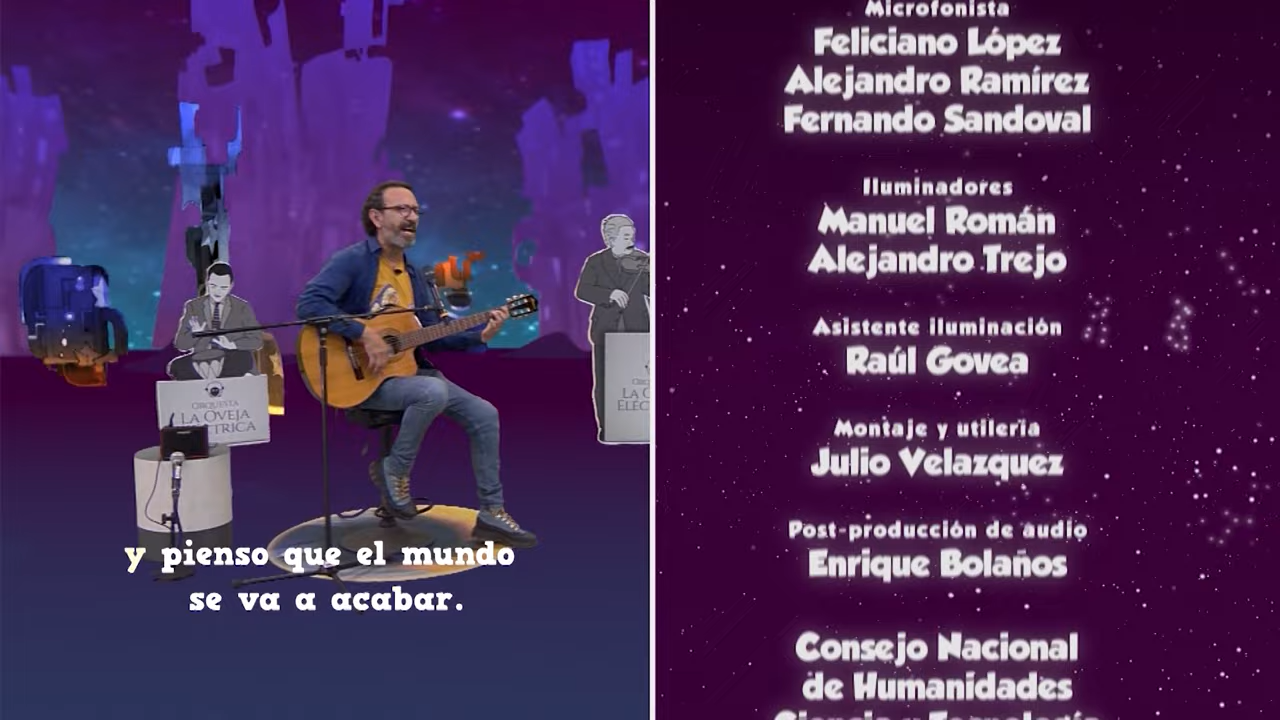 ORQUESTA
LA OVEJA
y pienso que el mundo
se va a acabar.
Microfonista
Feliciano López
Alejandro Ramírez
Fernando Sandoval
Iluminadores
Manuel Román
Alejandro Trejo
Asistente iluminación
Raúl Govea
Montaje y utilería
Julio Velazquez
Post-producción de audio
Enrique Bolaños
Consejo Nacional
de Humanidades
Ciencia y Tecnología